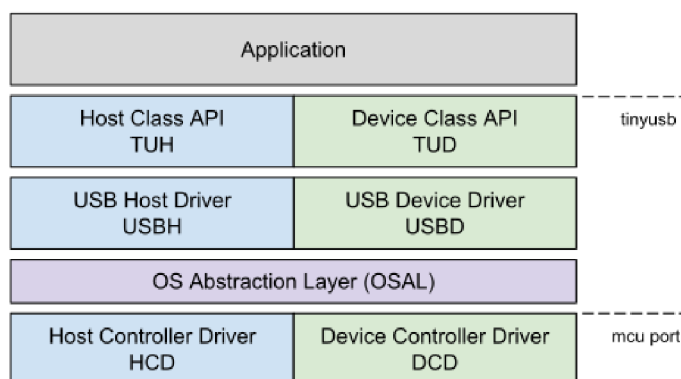 Application
Host Class API
TUH
Device Class API
TUD
tinyusb
USB Host Driver
USBH
USB Device Driver
USBD
OS Abstraction Layer (OSAL)
Host Controller Driver
HCD
Device Controller Driver
DCD
mcu port